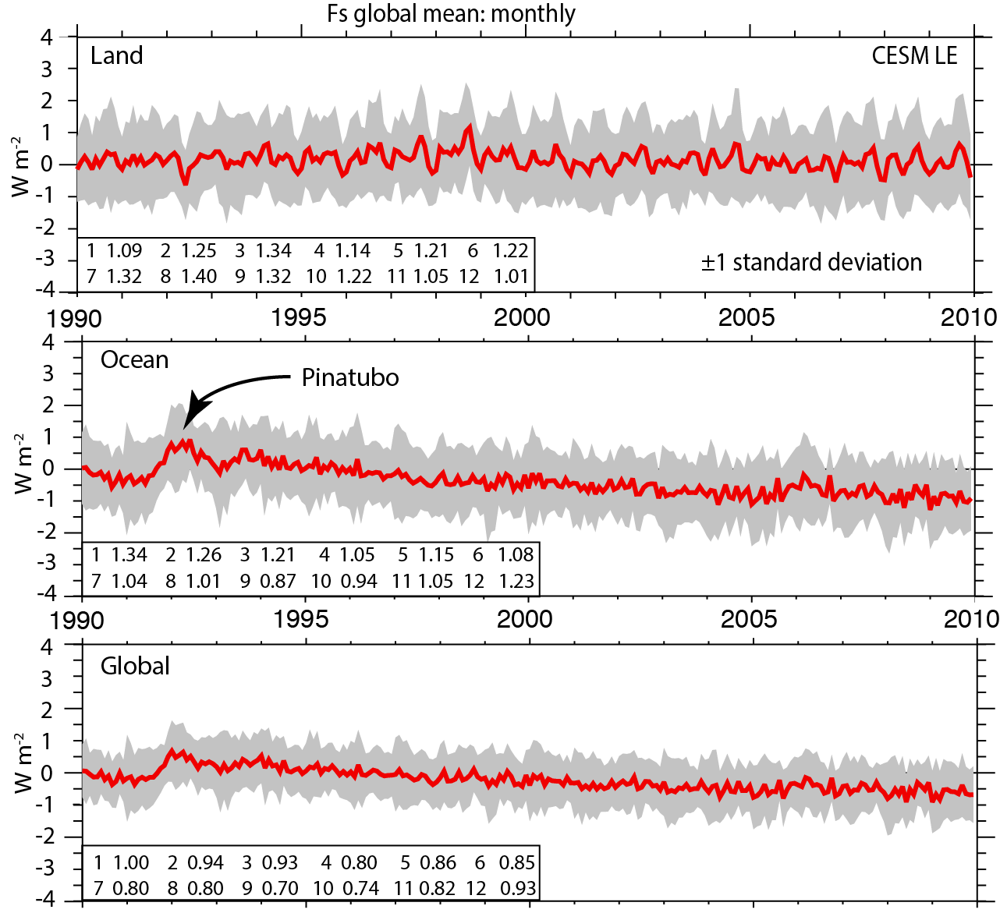 Fs global mean: monthly
4
Land
CESM LE
3
2
1
0
-1
-2
-3
-4
W m-2
1 1.09 2 1.25 3 1.34 4 1.14 5 1.21 6 1.22
7 1.32 8 1.40 9 1.32 10 1.22 11 1.05 12 1.01
±1 standard deviation
1990 1995 2000 2005 2010
4
Ocean
3
Pinatubo
2
1
0
-1
-2
-3
-4
W m-2
1 1.34 2 1.26 3 1.21 4 1.05 5 1.15 6 1.08
7 1.04 8 1.01 9 0.87 10 0.94 11 1.05 12 1.23
1990 1995 2000 2005 2010
4
Global
3
2
1
0
-1
-2
-3
-4
W m-2
1 1.00 2 0.94 3 0.93 4 0.80 5 0.86 6 0.85
7 0.80 8 0.80 9 0.70 10 0.74 11 0.82 12 0.93